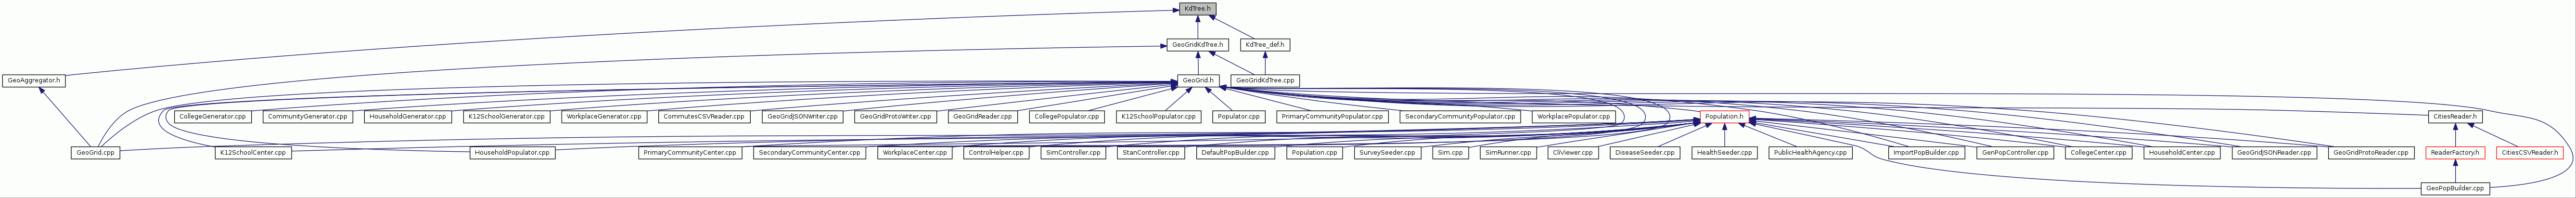 KdTree.h
GeoGridKdTree.h
KdTree_def.h
GeoAggregator.h
GeoGrid.h
GeoGridKdTree.cpp
CollegeGenerator.cpp
CommunityGenerator.cpp
HouseholdGenerator.cpp
K12SchoolGenerator.cpp
WorkplaceGenerator.cpp
CommutesCSVReader.cpp
GeoGridJSONWriter.cpp
GeoGridProtoWriter.cpp
GeoGridReader.cpp
CollegePopulator.cpp
K12SchoolPopulator.cpp
Populator.cpp
PrimaryCommunityPopulator.cpp
SecondaryCommunityPopulator.cpp
WorkplacePopulator.cpp
Population.h
CitiesReader.h
GeoGrid.cpp
K12SchoolCenter.cpp
HouseholdPopulator.cpp
PrimaryCommunityCenter.cpp
SecondaryCommunityCenter.cpp
WorkplaceCenter.cpp
ControlHelper.cpp
SimController.cpp
StanController.cpp
DefaultPopBuilder.cpp
Population.cpp
SurveySeeder.cpp
Sim.cpp
SimRunner.cpp
CliViewer.cpp
DiseaseSeeder.cpp
HealthSeeder.cpp
PublicHealthAgency.cpp
ImportPopBuilder.cpp
GenPopController.cpp
CollegeCenter.cpp
HouseholdCenter.cpp
GeoGridJSONReader.cpp
GeoGridProtoReader.cpp
ReaderFactory.h
CitiesCSVReader.h
GeoPopBuilder.cpp